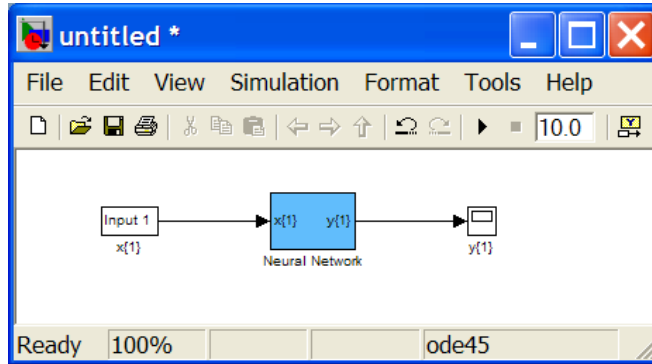 untitled *
File Edit View Simulation Format Tools Help
10.0
Input 1 x{1} y{1}
x{1} Neural Network y{1}
Ready 100% ode45